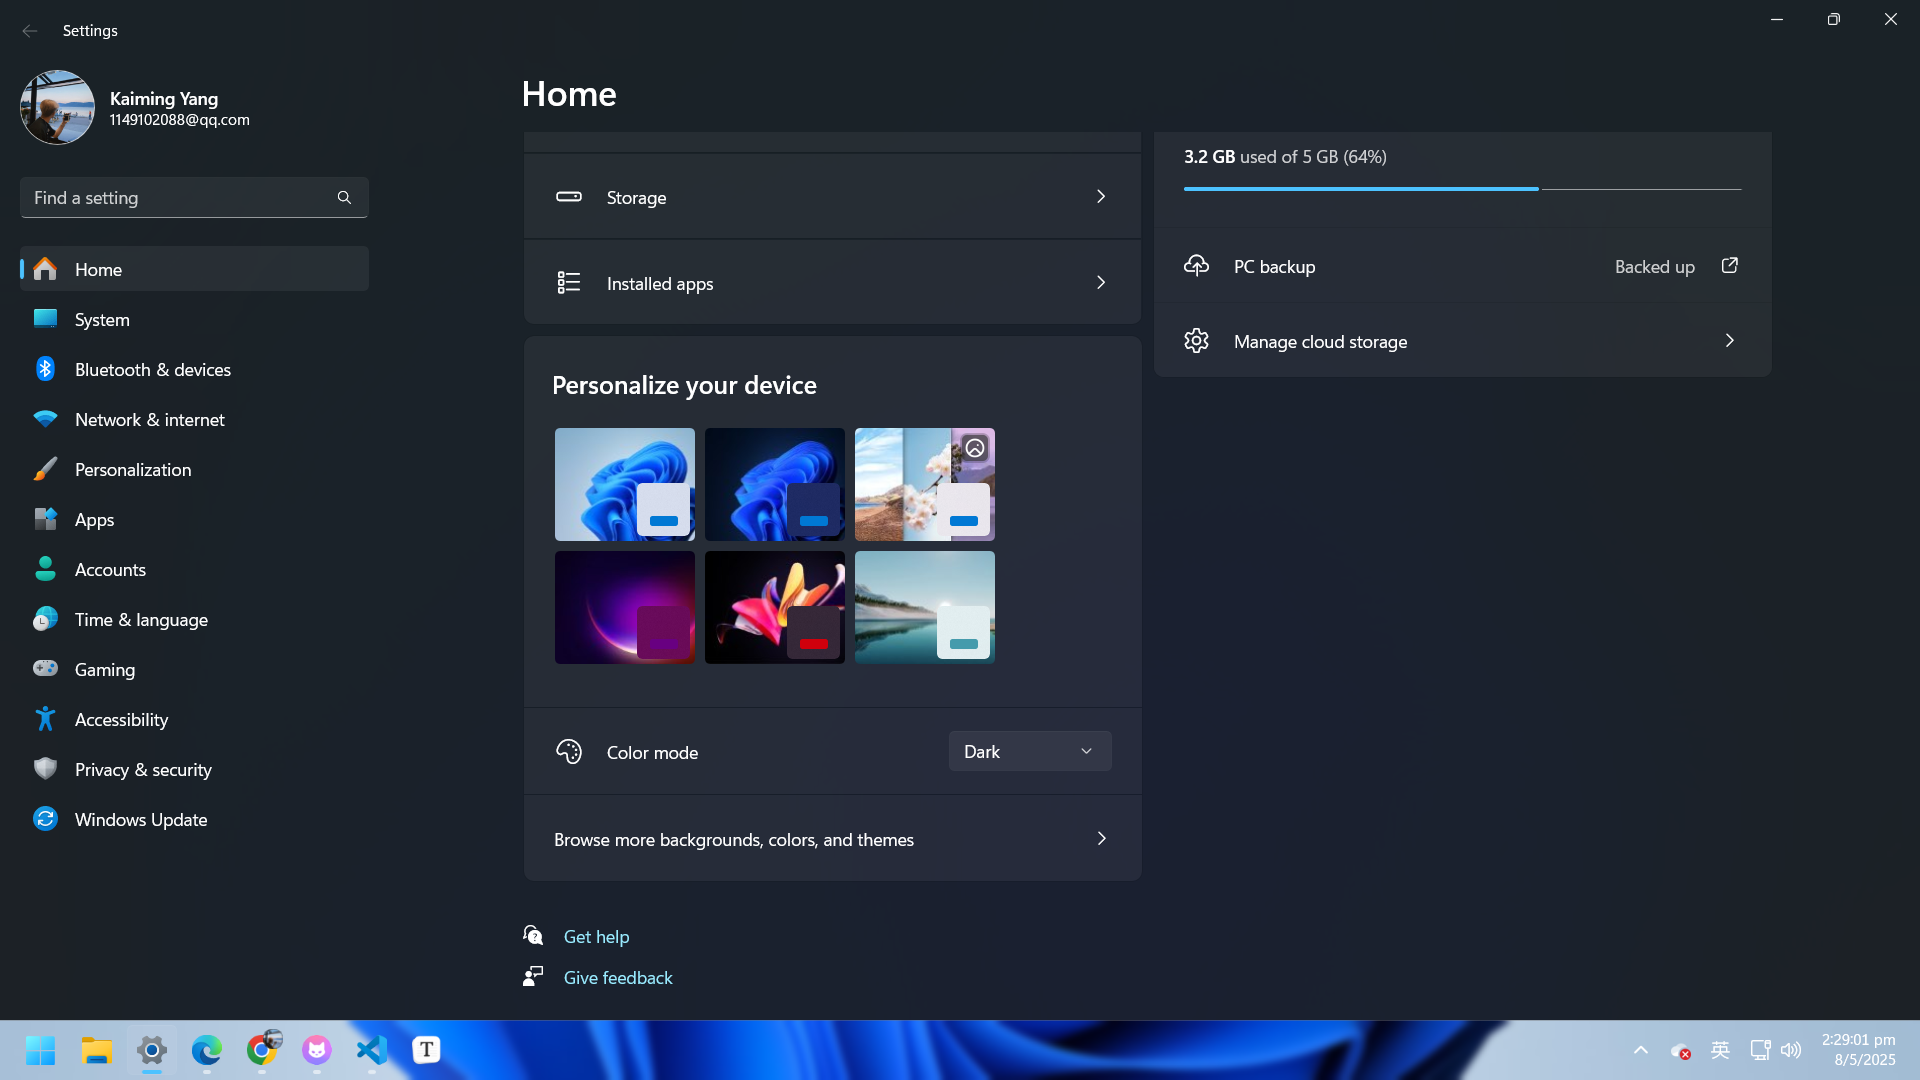 Settings
Kaiming Yang
1149102088@qq.com
Find a setting
Home
System
Bluetooth & devices
Network & internet
Personalization
Apps
Accounts
Time & language
Gaming
Accessibility
Privacy & security
Windows Update
Home
Storage
Installed apps
Personalize your device
Color mode
Dark
Browse more backgrounds, colors, and themes
Get help
Give feedback
3.2 GB used of 5 GB (64%)
PC backup
Backed up
Manage cloud storage
T
英
2:29:01 pm
8/5/2025